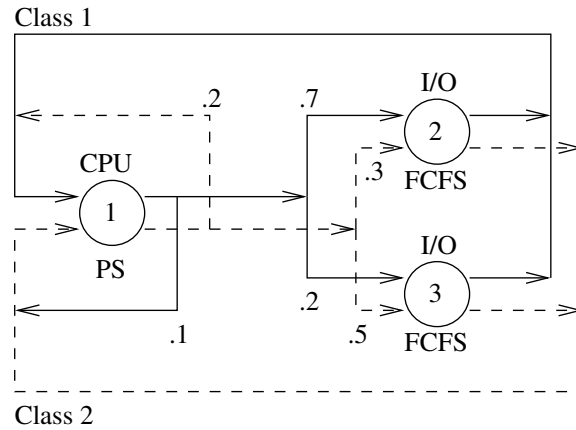 Class 1
.2
.7
I/O
2
CPU
.3
FCFS
1
I/O
PS
3
.1
.2
.5
FCFS
Class 2